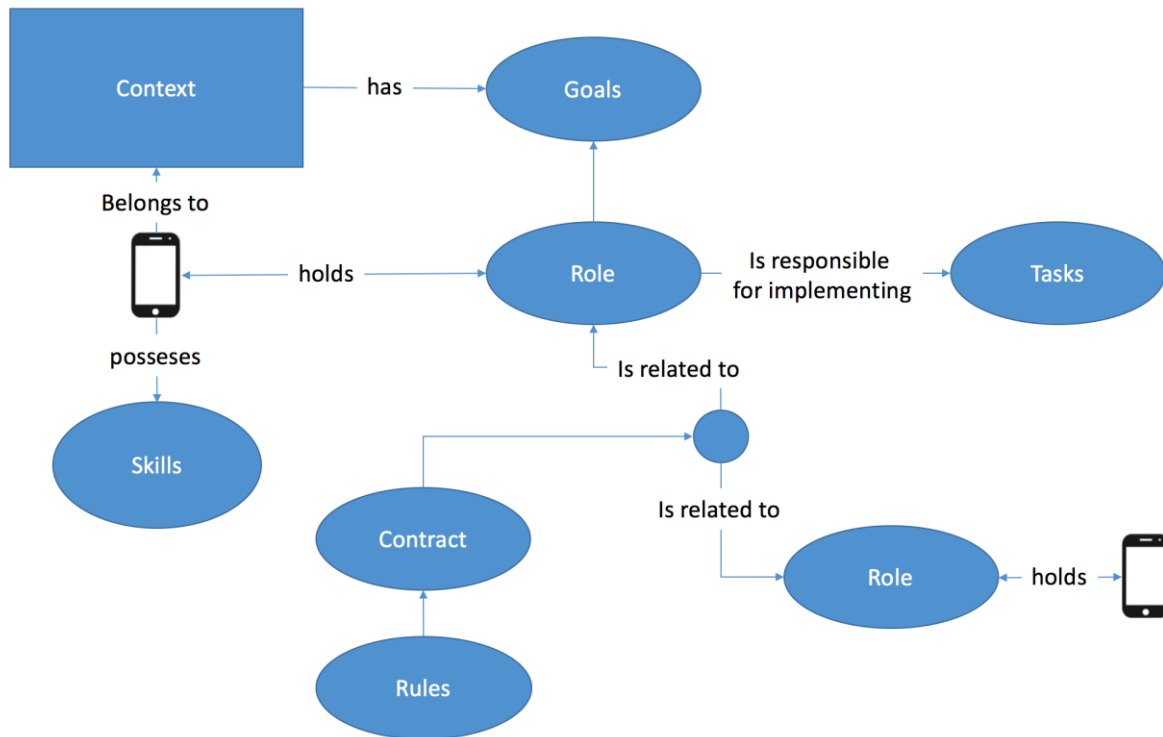 Context
has
Goals
Belongs to
holds
Role
Is responsible
for implementing
Tasks
posseses
Is related to
Skills
Is related to
Contract
Role
holds
Rules